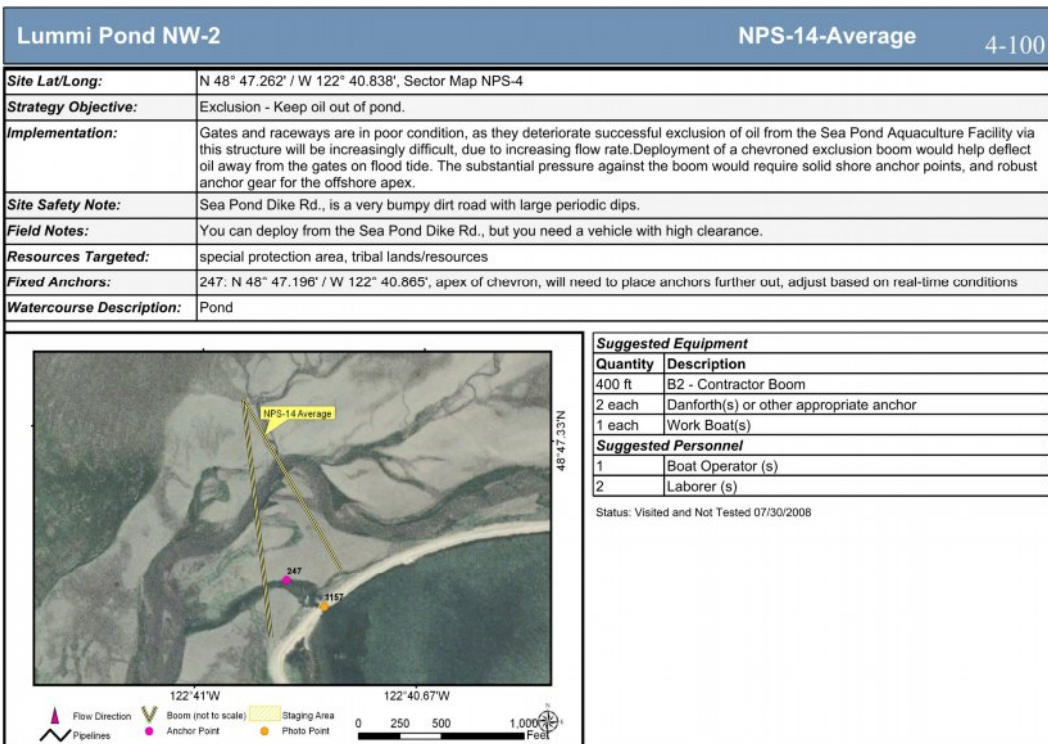 Lummi Pond NW-2 NPS-14-Average 4-100
Site Lat/Long: N 48° 47.262' / W 122° 40.838', Sector Map NPS-4
Strategy Objective: Exclusion - Keep oil out of pond.
Implementation: Gates and raceways are in poor condition, as they deteriorate successful exclusion of oil from the Sea Pond Aquaculture Facility via
this structure will be increasingly difficult, due to increasing flow rate.Deployment of a chevroned exclusion boom would help deflect
oil away from the gates on flood tide. The substantial pressure against the boom would require solid shore anchor points, and robust
anchor gear for the offshore apex.
Site Safety Note: Sea Pond Dike Rd., is a very bumpy dirt road with large periodic dips.
Field Notes: You can deploy from the Sea Pond Dike Rd., but you need a vehicle with high clearance.
Resources Targeted: special protection area, tribal lands/resources
Fixed Anchors: 247: N 48° 47.196' / W 122° 40.865', apex of chevron, will need to place anchors further out, adjust based on real-time conditions
Watercourse Description: Pond
NPS-14 Average
247
1157
48°47.33'N
122°41'W 122°40.67'W
Flow Direction Boom (not to scale) Staging Area
Pipelines Anchor Point Photo Point
0 250 500 1,000
Feet
N
Suggested Equipment
Quantity Description
400 ft B2 - Contractor Boom
2 each Danforth(s) or other appropriate anchor
1 each Work Boat(s)
Suggested Personnel
1 Boat Operator (s)
2 Laborer (s)
Status: Visited and Not Tested 07/30/2008